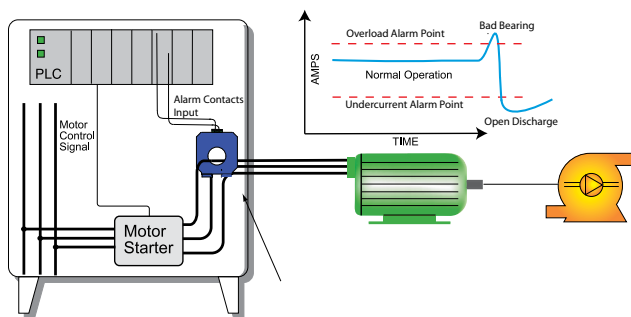 PLC
Alarm Contacts
Input
Motor
Control
Signal
Motor
Starter
AMPS
Overload Alarm Point
Bad Bearing
Normal Operation
Undercurrent Alarm Point
Open Discharge
TIME